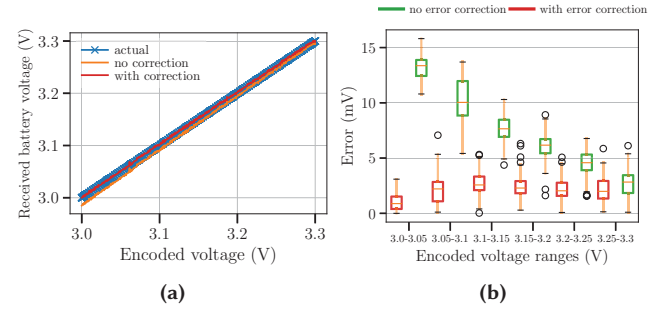 no error correction with error correction
Received battery voltage (V)
3.3
3.2
3.1
3.0
actual
no correction
with correction
3.0 3.1 3.2 3.3
Encoded voltage (V)
(a)
Error (mV)
15
10
5
0
3.0-3.05 3.05-3.1 3.1-3.15 3.15-3.2 3.2-3.25 3.25-3.3
Encoded voltage ranges (V)
(b)